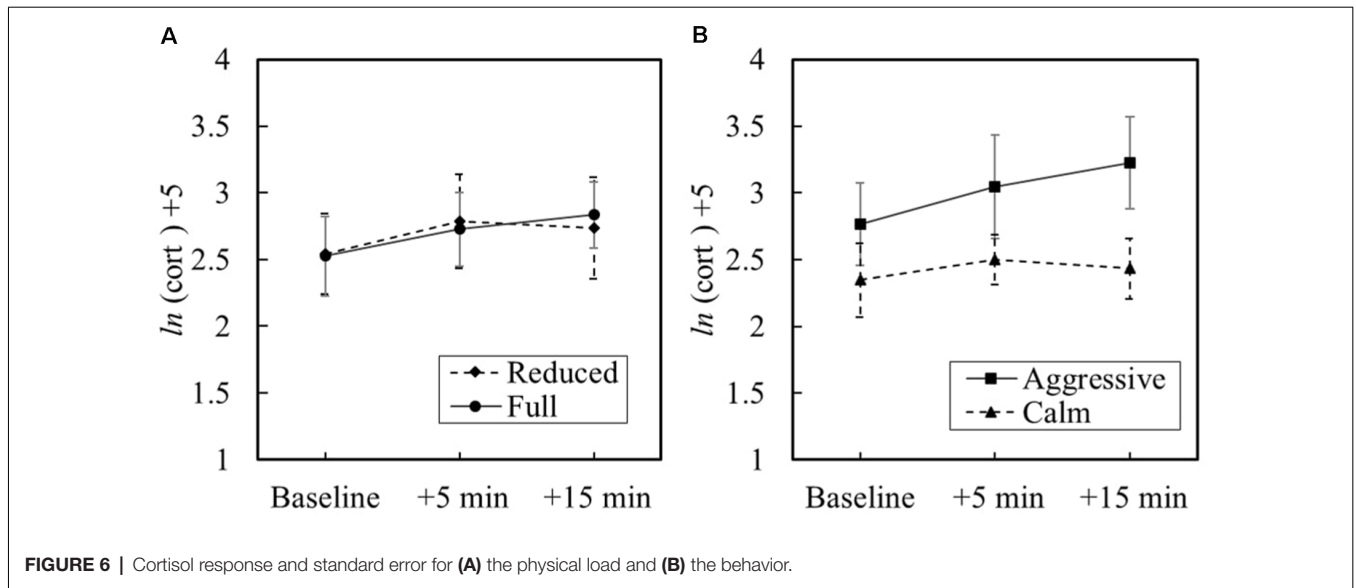 A
4
3.5
3
2.5
2
1.5
1
ln (cort ) +5
Baseline +5 min +15 min
Reduced
Full
B
4
3.5
3
2.5
2
1.5
1
ln (cort ) +5
Baseline +5 min +15 min
Aggressive
Calm
FIGURE 6 | Cortisol response and standard error for (A) the physical load and (B) the behavior.